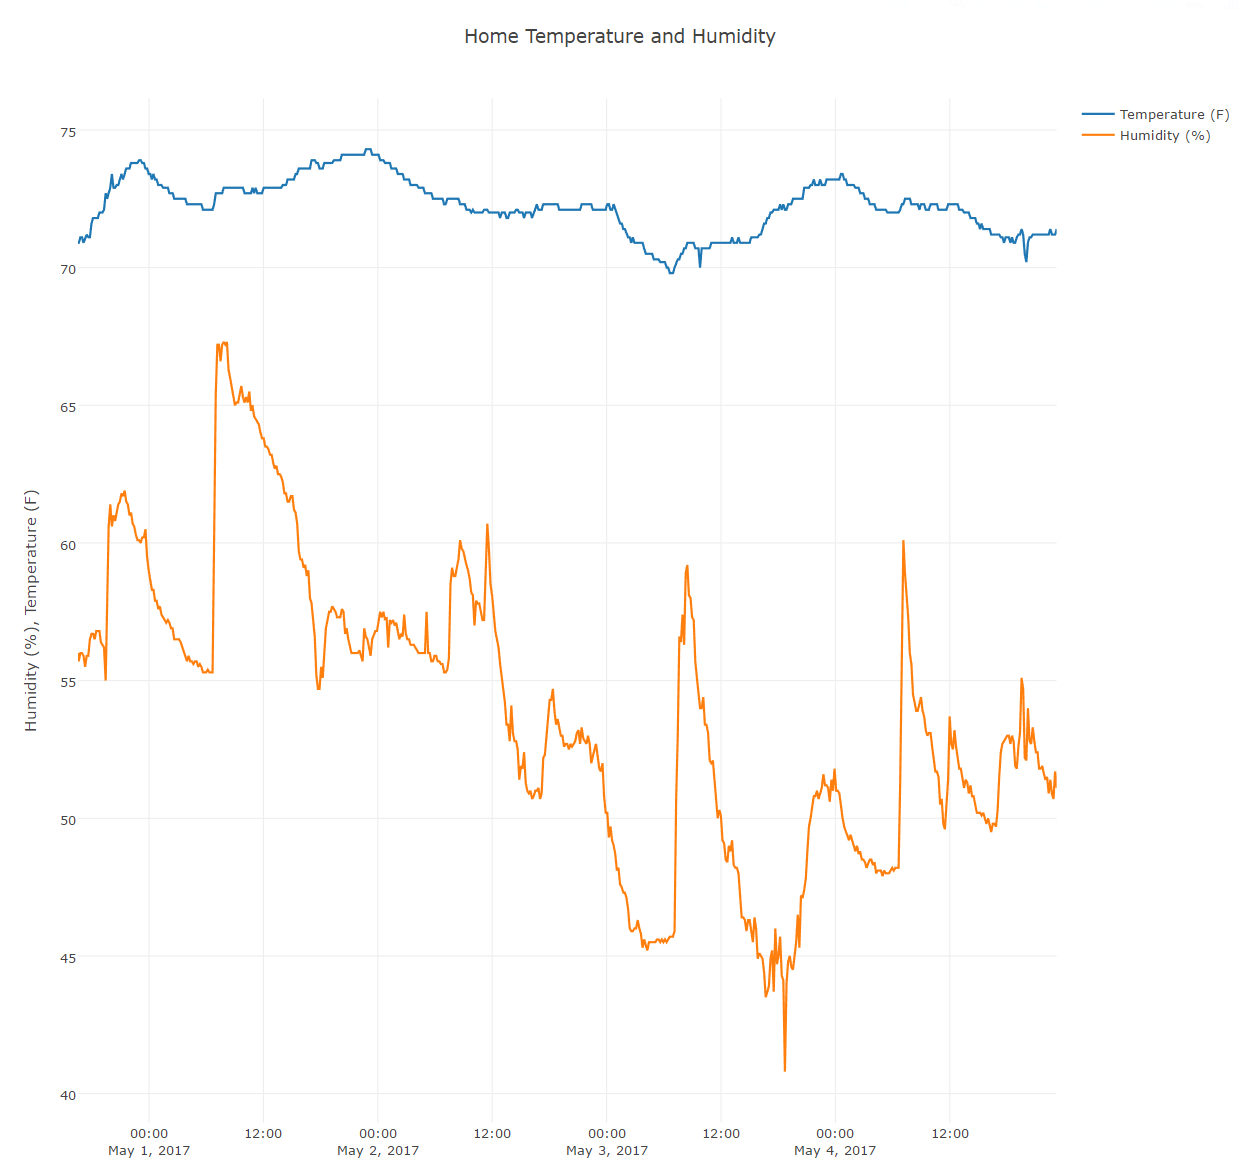 Home Temperature and Humidity
Temperature (F)
Humidity (%)
Humidity (%), Temperature (F)
75
70
65
60
55
50
45
40
00:00 12:00 00:00 12:00 00:00 12:00 00:00 12:00
May 1, 2017 May 2, 2017 May 3, 2017 May 4, 2017